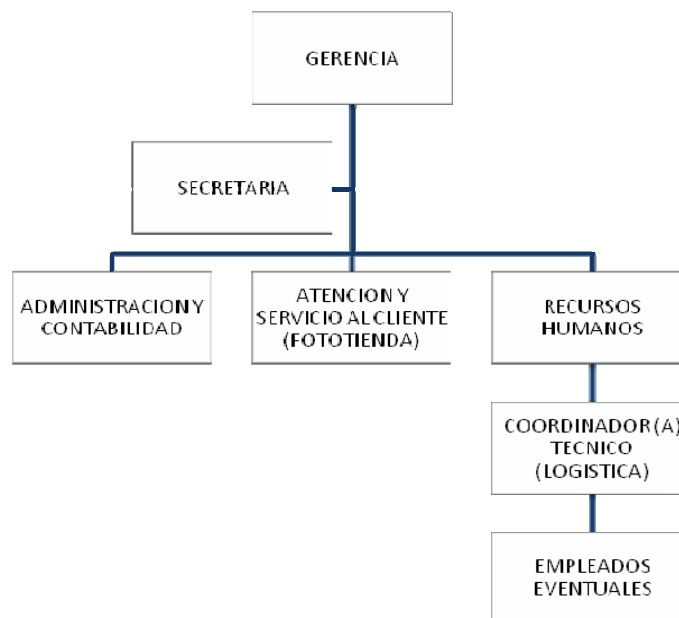 GERENCIA
SECRETARIA
ADMINISTRACION Y
CONTABILIDAD
ATENCION Y
SERVICIO AL CLIENTE
(FOTOTIENDA)
RECURSOS
HUMANOS
COORDINADOR (A)
TECNICO
(LOGISTICA)
EMPLEADOS
EVENTUALES